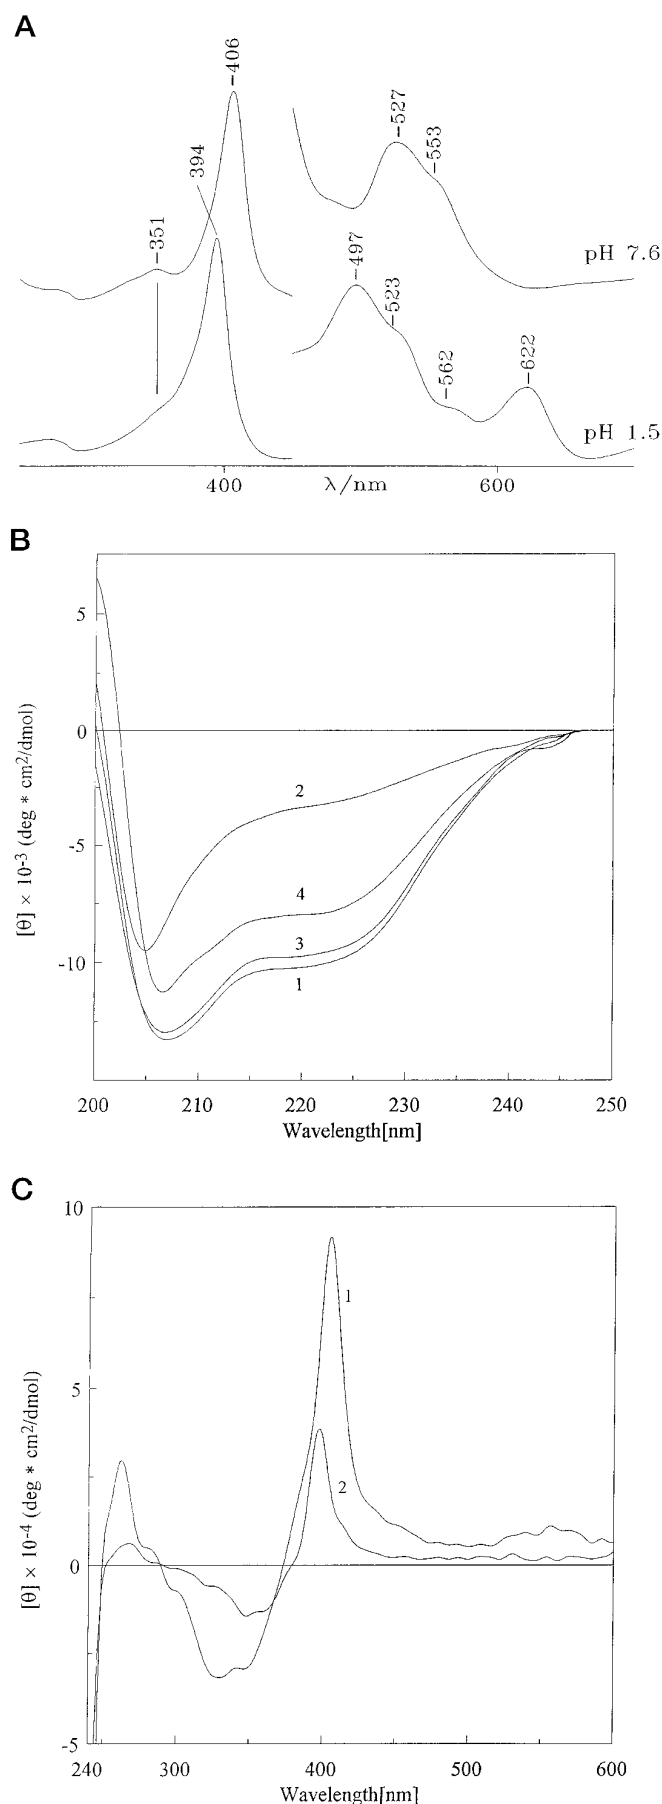 A
-406
394
-351
-527
-553
pH 7.6
-497
-523
-562
-622
pH 1.5
400 λ/nm 600
B
5
0
-5
-10
[θ] × 10-3 (deg * cm2/dmol)
2
4
3
1
200 210 220 230 240 250
Wavelength[nm]
C
10
5
0
-5
[θ] × 10-4 (deg * cm2/dmol)
1
2
240 300 400 500 600
Wavelength[nm]